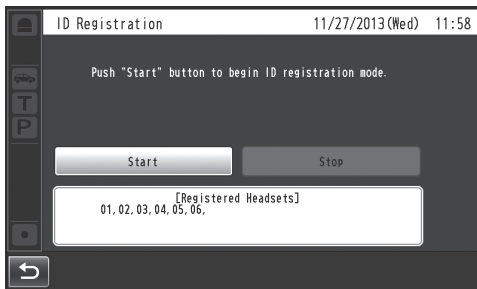 ID Registration 11/27/2013(Wed) 11:58
Push "Start" button to begin ID registration mode.
T
P
Start Stop
[Registered Headsets]
01,02,03,04,05,06,